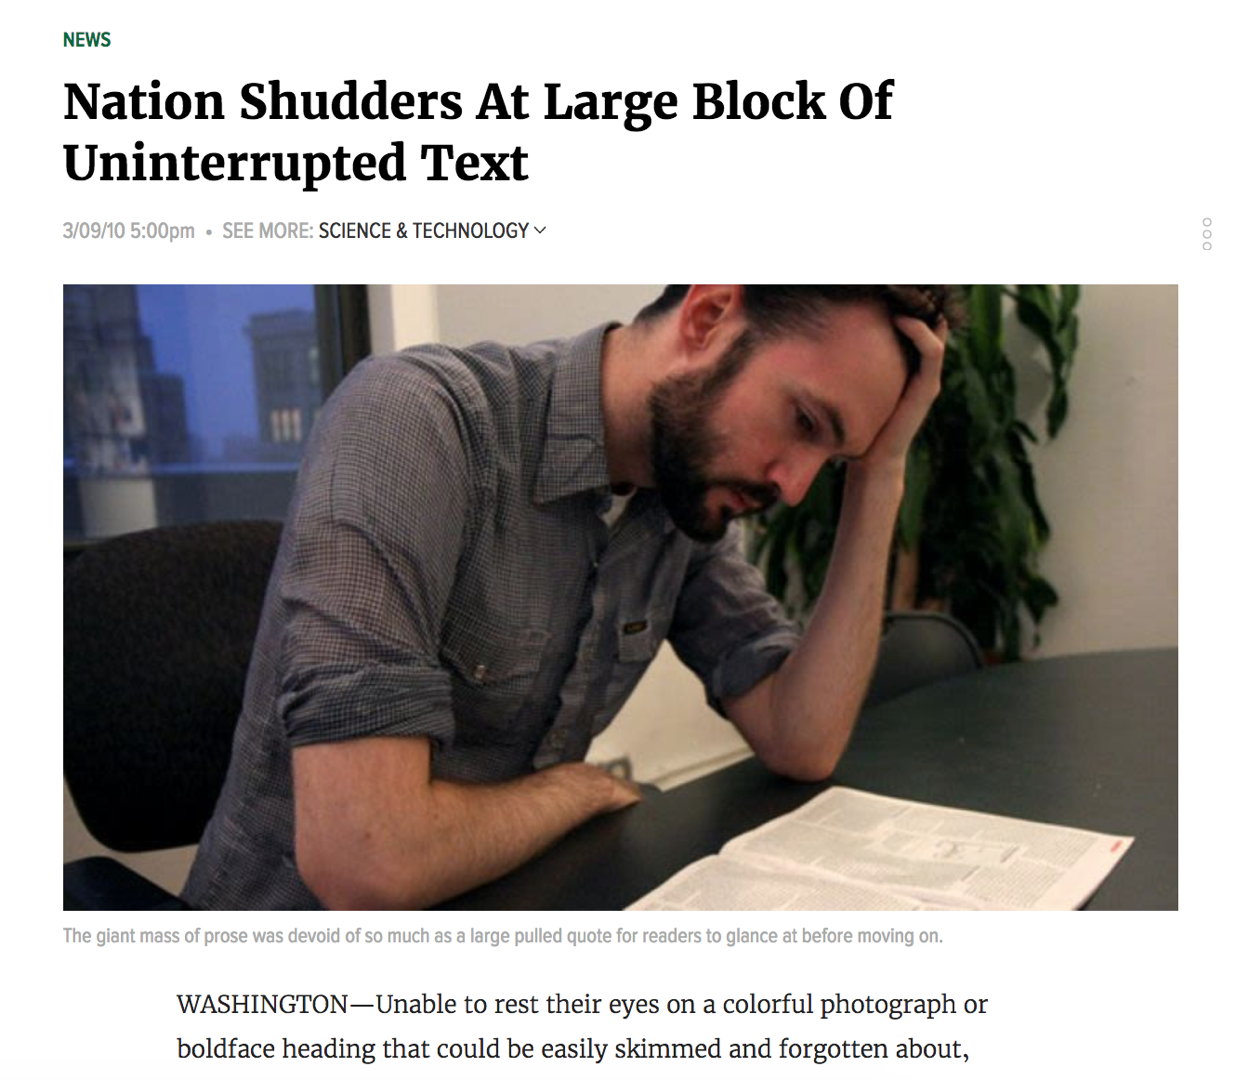 NEWS
Nation Shudders At Large Block Of
Uninterrupted Text
3/09/10 5:00pm • SEE MORE: SCIENCE & TECHNOLOGY
The giant mass of prose was devoid of so much as a large pulled quote for readers to glance at before moving on.
WASHINGTON—Unable to rest their eyes on a colorful photograph or
boldface heading that could be easily skimmed and forgotten about,